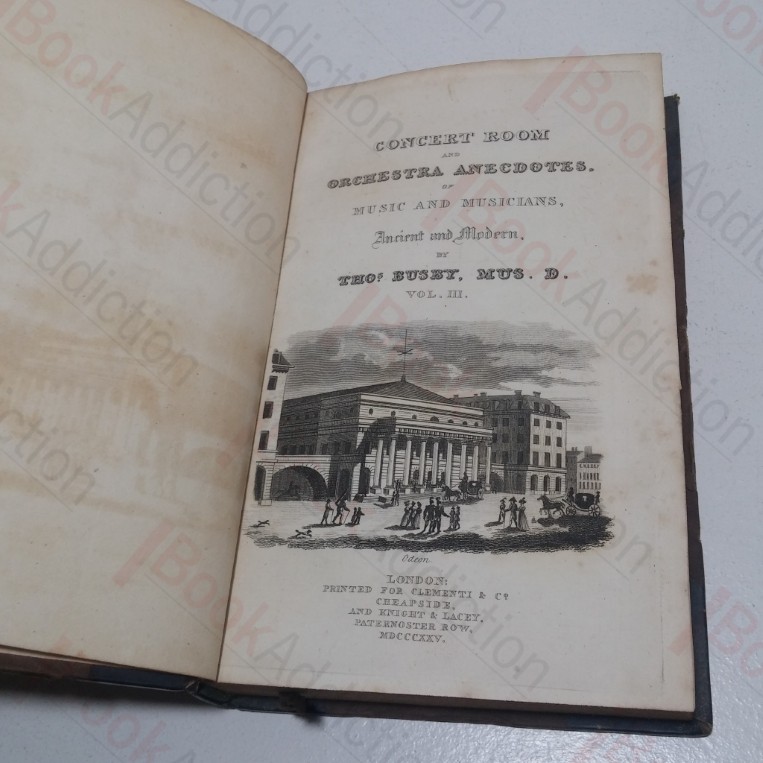 CONCERT ROOM
AND
ORCHESTRA ANECDOTES.
OF
MUSIC AND MUSICIANS,
Ancient and Modern,
BY
THOs. BUSBY, MUS. D.
VOL. III.
Odeon
LONDON:
PRINTED FOR CLEMENTI & Co.
CHEAPSIDE,
AND KNIGHT & LACEY,
PATERNOSTER ROW,
MDCCCXXV.
BookAddiction